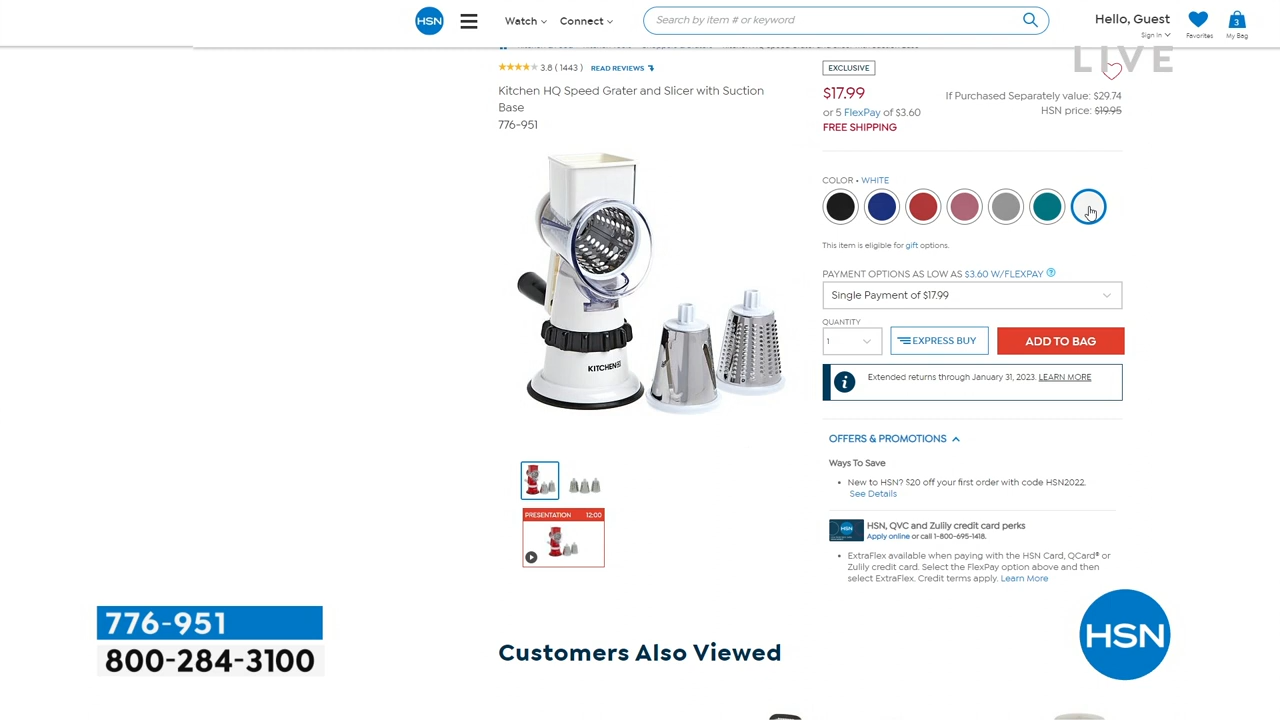 HSN
Watch
Connect
Search by item # or keyword
Hello, Guest
Sign In
Favorites
3
My Bag
LIVE
3.8 ( 1443 )
READ REVIEWS
Kitchen HQ Speed Grater and Slicer with Suction
Base
776-951
KITCHEN HQ
PRESENTATION 12:00
EXCLUSIVE
$17.99
If Purchased Separately value: $29.74
or 5 FlexPay of $3.60
HSN price: $19.95
FREE SHIPPING
COLOR • WHITE
This item is eligible for gift options.
PAYMENT OPTIONS AS LOW AS $3.60 W/FLEXPAY ?
Single Payment of $17.99
QUANTITY
1
EXPRESS BUY
ADD TO BAG
i
Extended returns through January 31, 2023. LEARN MORE
OFFERS & PROMOTIONS
Ways To Save
• New to HSN? $20 off your first order with code HSN2022.
See Details
HSN
HSN, QVC and Zulily credit card perks
Apply online or call 1-800-695-1418.
• ExtraFlex available when paying with the HSN Card, QCard® or
Zulily credit card. Select the FlexPay option above and then
select ExtraFlex. Credit terms apply. Learn More
776-951
800-284-3100
HSN
Customers Also Viewed